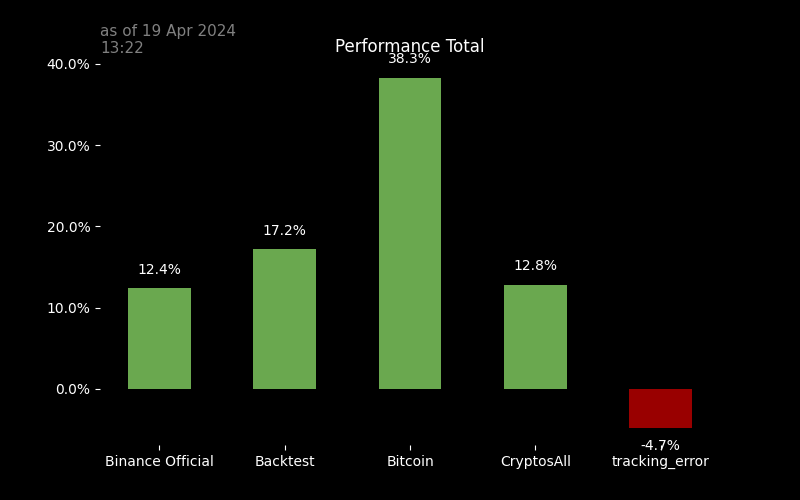 as of 19 Apr 2024
13:22
Performance Total
40.0%
30.0%
20.0%
10.0%
0.0%
12.4%
17.2%
38.3%
12.8%
-4.7%
Binance Official
Backtest
Bitcoin
CryptosAll
tracking_error